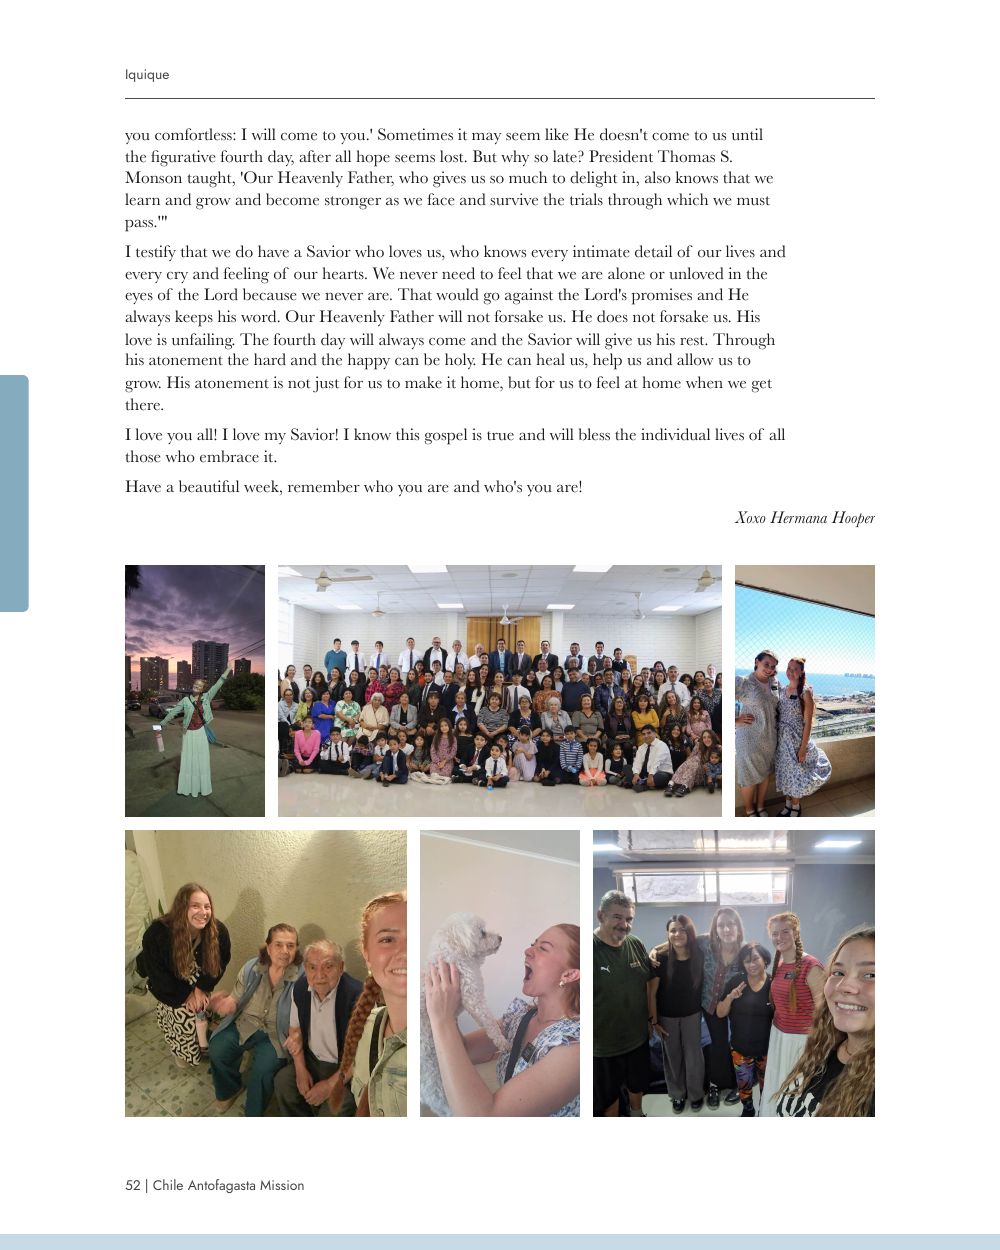 Iquique
you comfortless: I will come to you.' Sometimes it may seem like He doesn't come to us until
the figurative fourth day, after all hope seems lost. But why so late? President Thomas S.
Monson taught, 'Our Heavenly Father, who gives us so much to delight in, also knows that we
learn and grow and become stronger as we face and survive the trials through which we must
pass.'"
I testify that we do have a Savior who loves us, who knows every intimate detail of our lives and
every cry and feeling of our hearts. We never need to feel that we are alone or unloved in the
eyes of the Lord because we never are. That would go against the Lord's promises and He
always keeps his word. Our Heavenly Father will not forsake us. He does not forsake us. His
love is unfailing. The fourth day will always come and the Savior will give us his rest. Through
his atonement the hard and the happy can be holy. He can heal us, help us and allow us to
grow. His atonement is not just for us to make it home, but for us to feel at home when we get
there.
I love you all! I love my Savior! I know this gospel is true and will bless the individual lives of all
those who embrace it.
Have a beautiful week, remember who you are and who's you are!
Xoxo Hermana Hooper
52 | Chile Antofagasta Mission